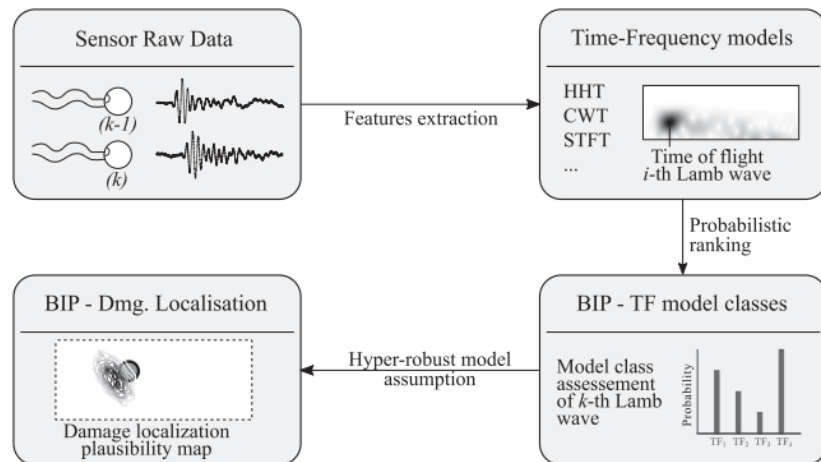 Sensor Raw Data
(k-1)
(k)
Features extraction
Time-Frequency models
HHT
CWT
STFT
...
Time of flight
i-th Lamb wave
Probabilistic
ranking
BIP - Dmg. Localisation
Damage localization
plausibility map
Hyper-robust model
assumption
BIP - TF model classes
Model class
assessement
of k-th Lamb
wave
Probability
TF₁ TF₂ TF₃ TF₄